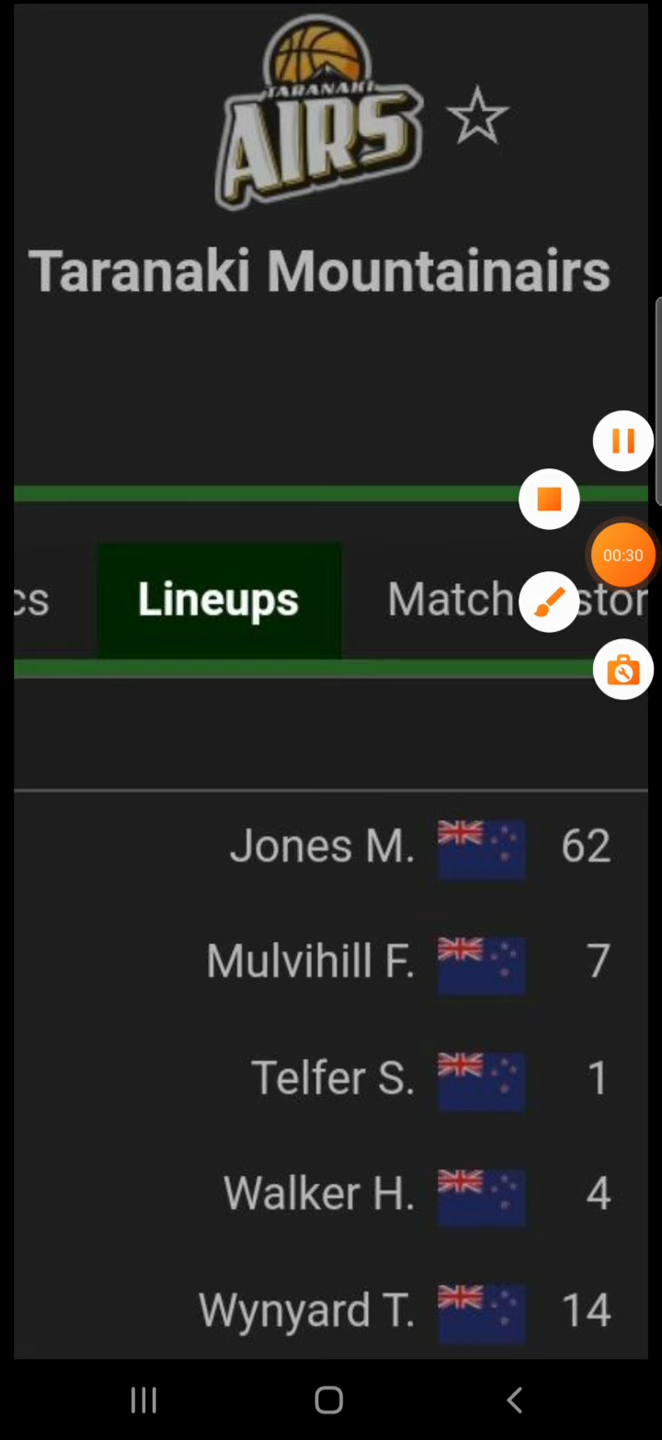 TARANAKI
AIRS
Taranaki Mountainairs
00:30
cs Lineups Match stor
Jones M. 62
Mulvihill F. 7
Telfer S. 1
Walker H. 4
Wynyard T. 14